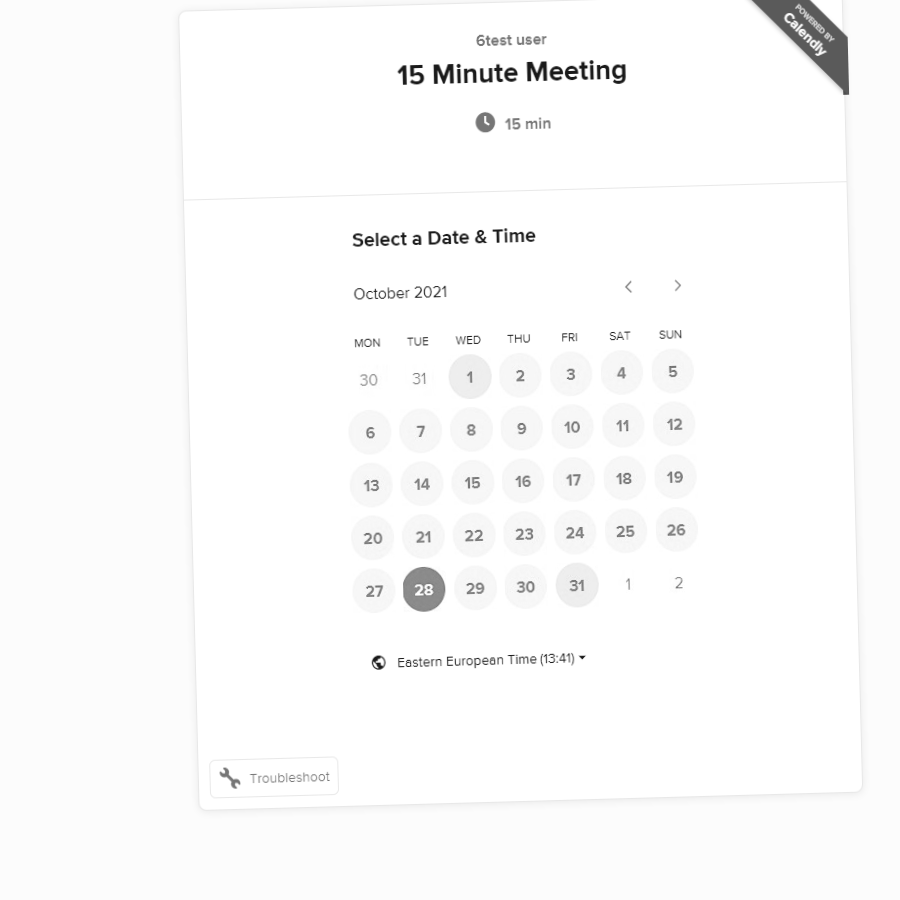 6test user
15 Minute Meeting
15 min
POWERED BY
Calendly
Select a Date & Time
October 2021
MON TUE WED THU FRI SAT SUN
30 31 1 2 3 4 5
6 7 8 9 10 11 12
13 14 15 16 17 18 19
20 21 22 23 24 25 26
27 28 29 30 31 1 2
Eastern European Time (13:41)
Troubleshoot